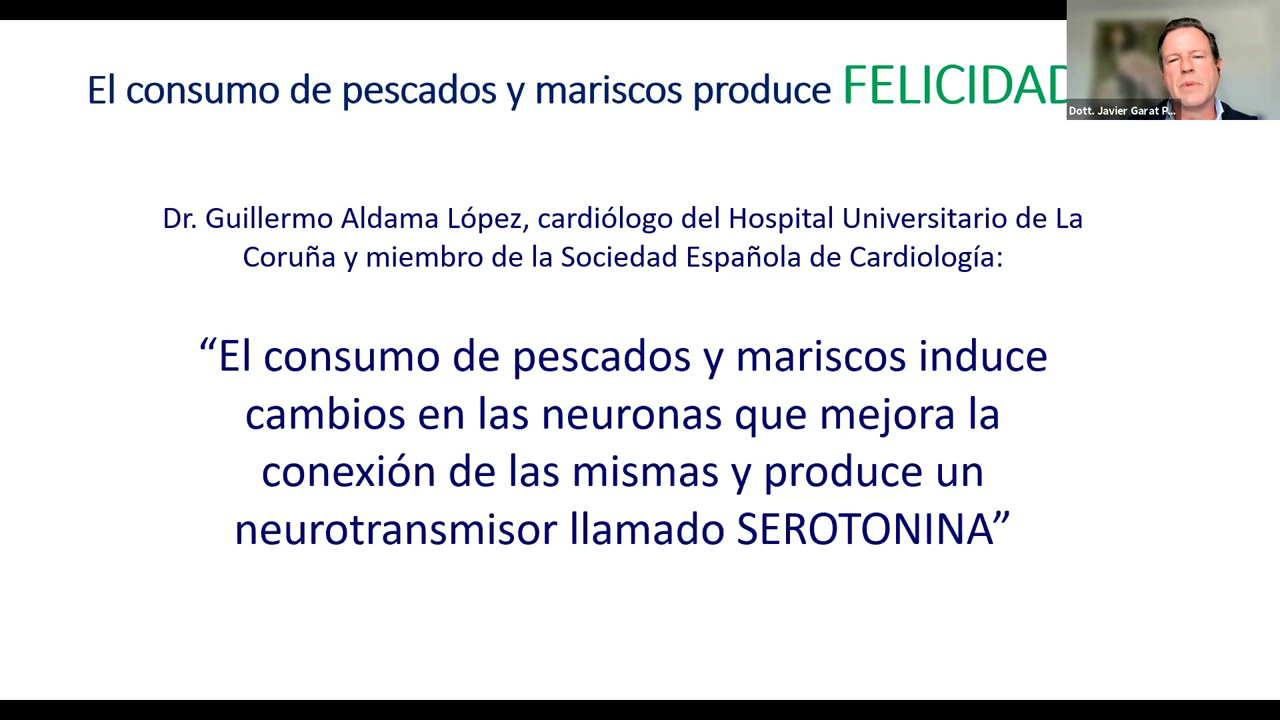 El consumo de pescados y mariscos produce FELICIDAD
Dott. Javier Garat P...
Dr. Guillermo Aldama López, cardiólogo del Hospital Universitario de La
Coruña y miembro de la Sociedad Española de Cardiología:
“El consumo de pescados y mariscos induce
cambios en las neuronas que mejora la
conexión de las mismas y produce un
neurotransmisor llamado SEROTONINA”